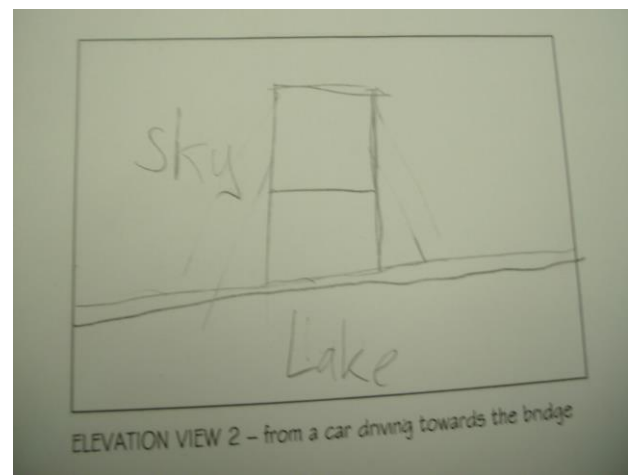 Sky
Lake
ELEVATION VIEW 2 – from a car driving towards the bridge